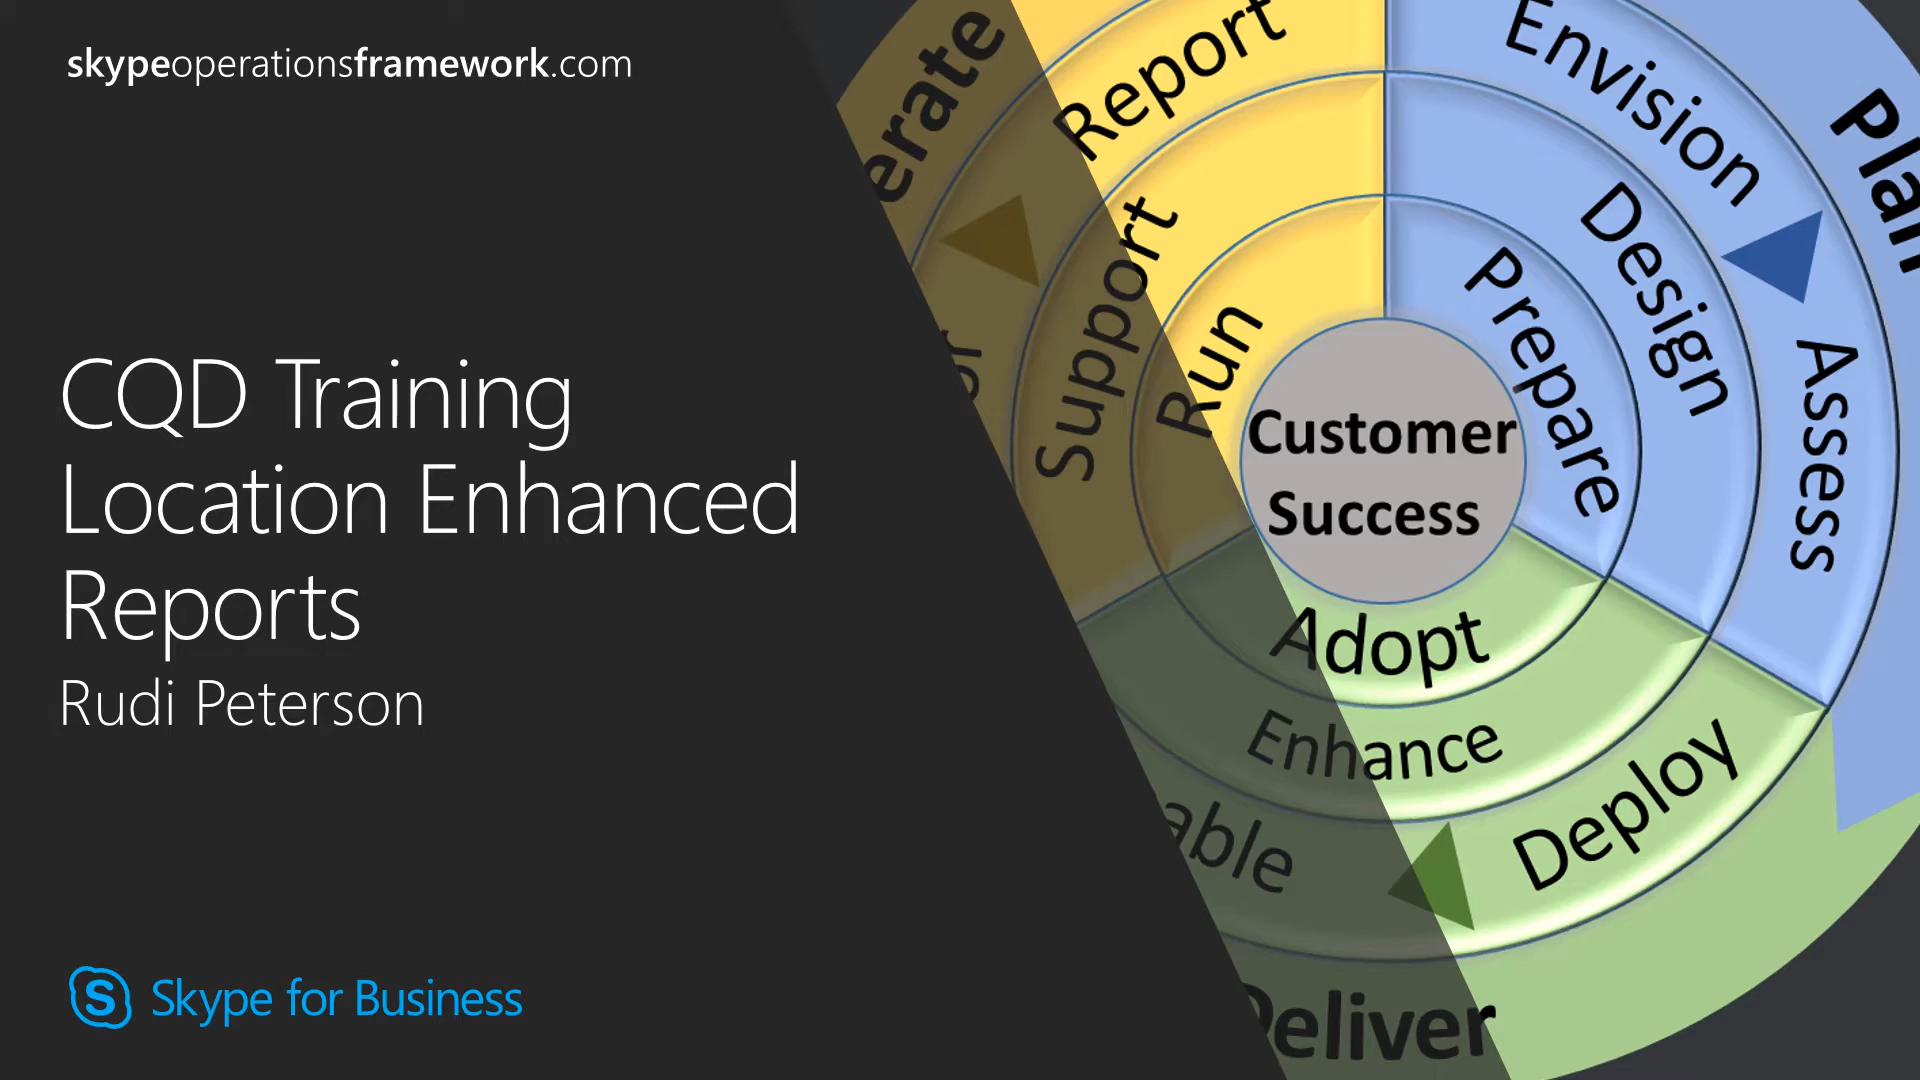 skypeoperationsframework.com
CQD Training
Location Enhanced
Reports
Rudi Peterson
Skype for Business
Report
Support
Run
Envision
Plan
Design
Prepare
Assess
Customer
Success
Adopt
Enhance
Deploy
Deliver